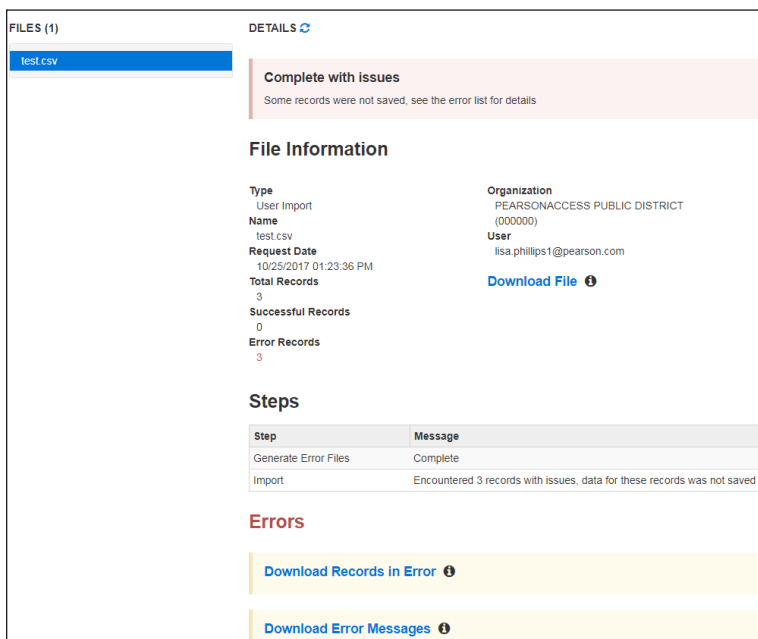 FILES (1)
test.csv
DETAILS
Complete with issues
Some records were not saved, see the error list for details
File Information
Type
User Import
Name
test.csv
Request Date
10/25/2017 01:23:36 PM
Total Records
3
Successful Records
0
Error Records
3
Organization
PEARSONACCESS PUBLIC DISTRICT
(000000)
User
lisa.phillips1@pearson.com
Download File
Steps
Step Message
Generate Error Files Complete
Import Encountered 3 records with issues, data for these records was not saved
Errors
Download Records in Error
Download Error Messages